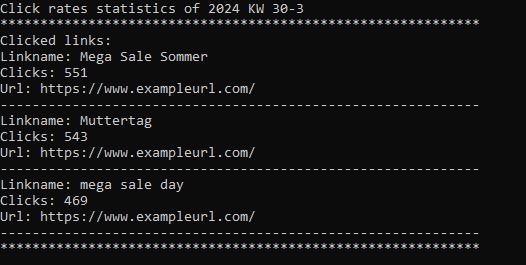 Click rates statistics of 2024 KW 30-3
************************************************************
Clicked links:
Linkname: Mega Sale Sommer
Clicks: 551
Url: https://www.exampleurl.com/
------------------------------------------------------------
Linkname: Muttertag
Clicks: 543
Url: https://www.exampleurl.com/
------------------------------------------------------------
Linkname: mega sale day
Clicks: 469
Url: https://www.exampleurl.com/
------------------------------------------------------------
************************************************************